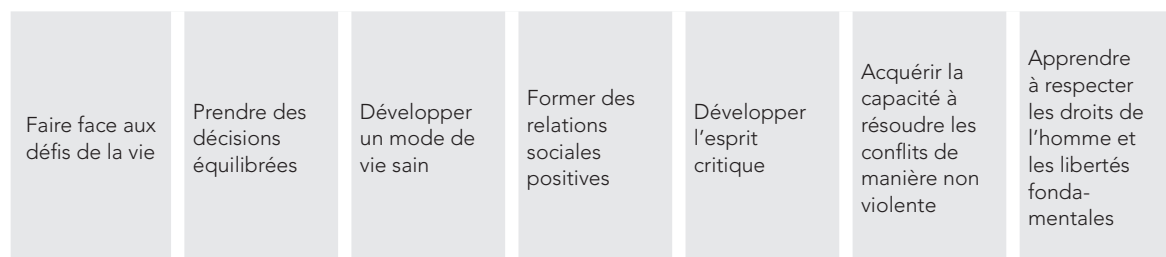 Faire face aux
défis de la vie
Prendre des
décisions
équilibrées
Développer
un mode de
vie sain
Former des
relations
sociales
positives
Développer
l’esprit
critique
Acquérir la
capacité à
résoudre les
conflits de
manière non
violente
Apprendre
à respecter
les droits de
l’homme et
les libertés
fonda-
mentales